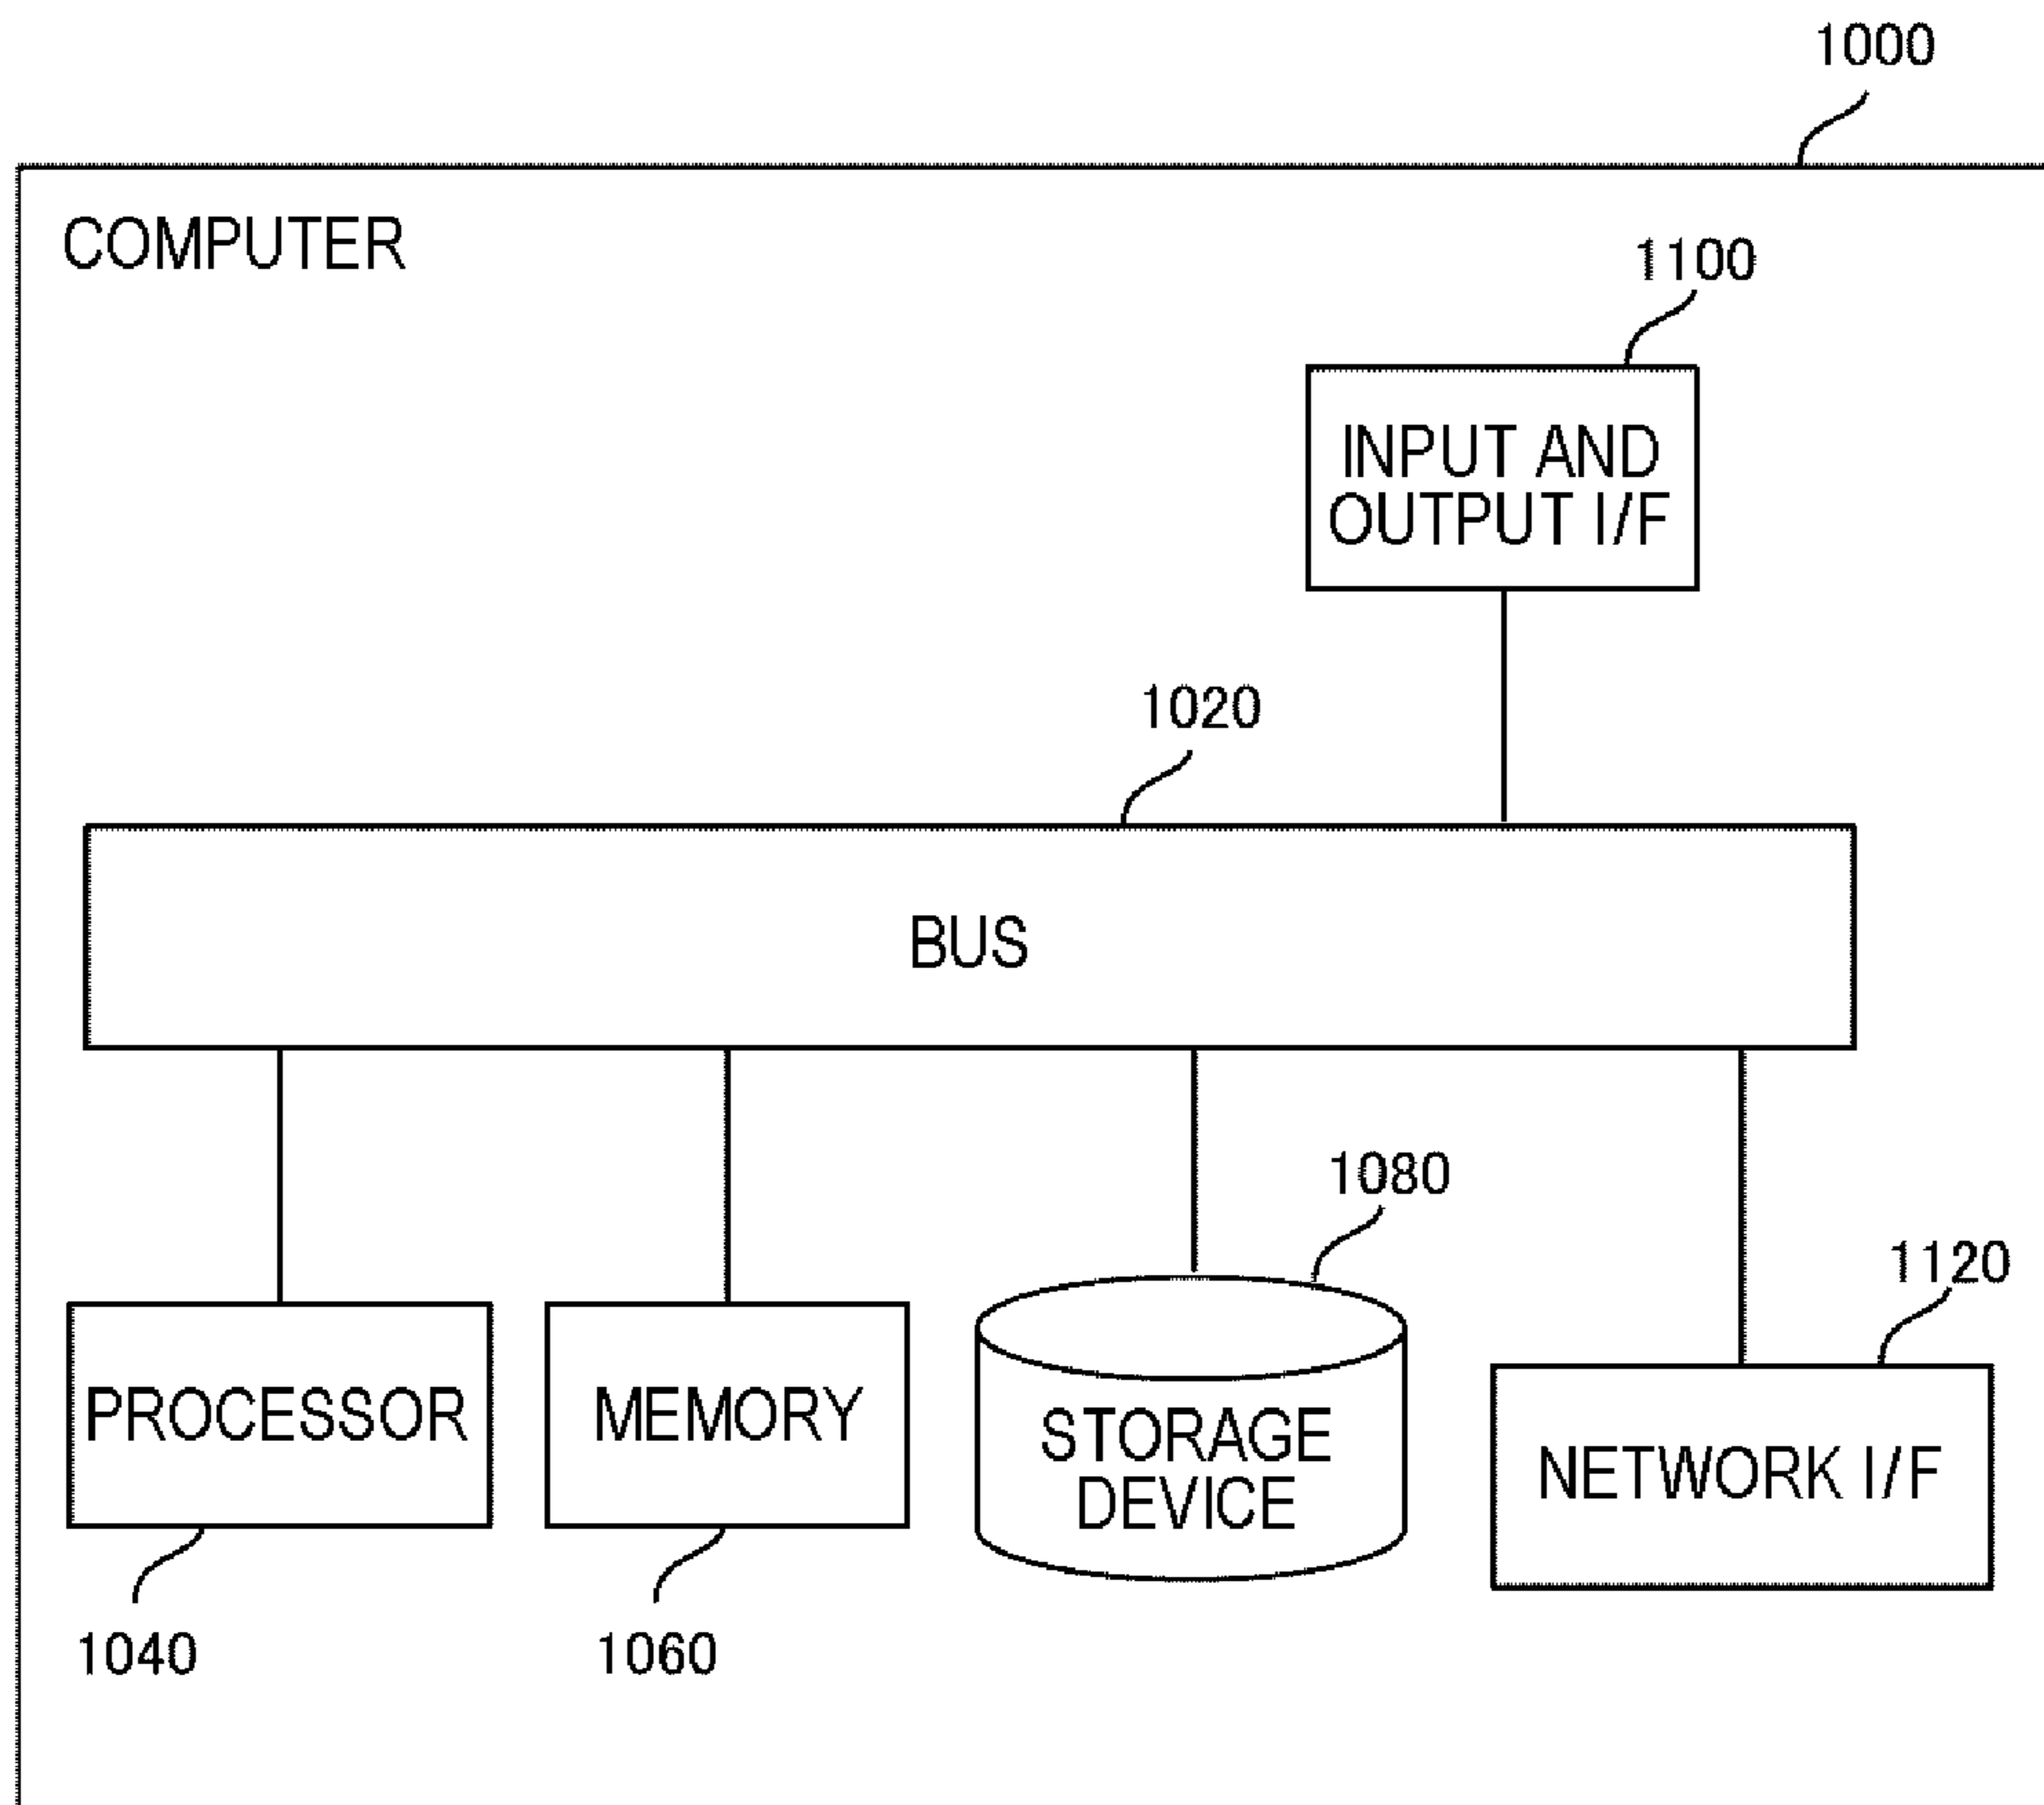 1000
COMPUTER
1100
INPUT AND
OUTPUT I/F
1020
BUS
1080
1120
PROCESSOR
MEMORY
STORAGE
DEVICE
NETWORK I/F
1040
1060